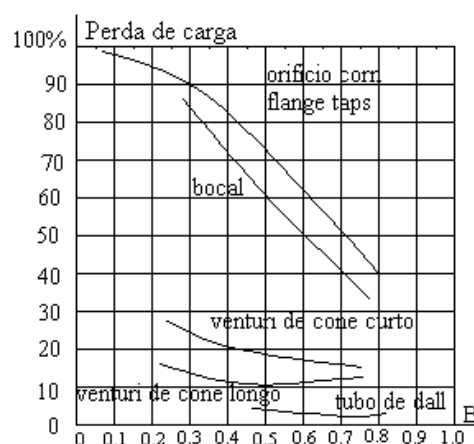 Perda de carga
100%
90
80
70
60
50
40
30
20
10
0
orificio corn
flange taps
bocal
venturi de cone curto
venturi de cone longo
tubo de dall
0 0.1 0.2 0.3 0.4 0.5 0.6 0.7 0.8 0.9 1.0